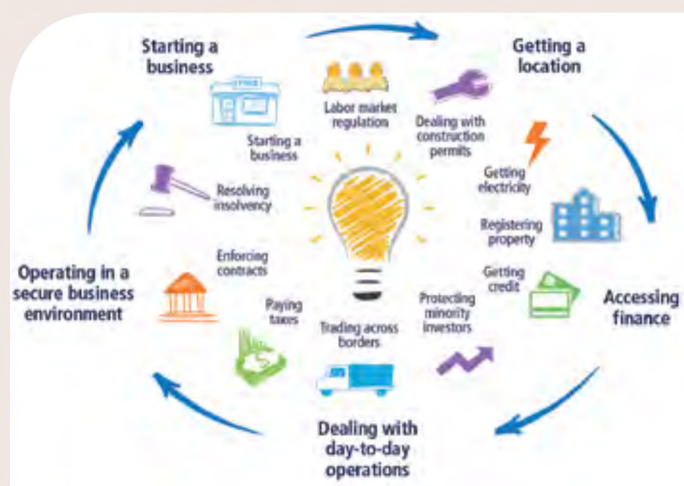 Starting a
business
Getting a
location
Labor market
regulation
Dealing with
construction
permits
Starting a
business
Getting
electricity
Resolving
insolvency
Registering
property
Enforcing
contracts
Getting
credit
Operating in a
secure business
environment
Accessing
finance
Paying
taxes
Trading across
borders
Protecting
minority
investors
Dealing with
day-to-day
operations